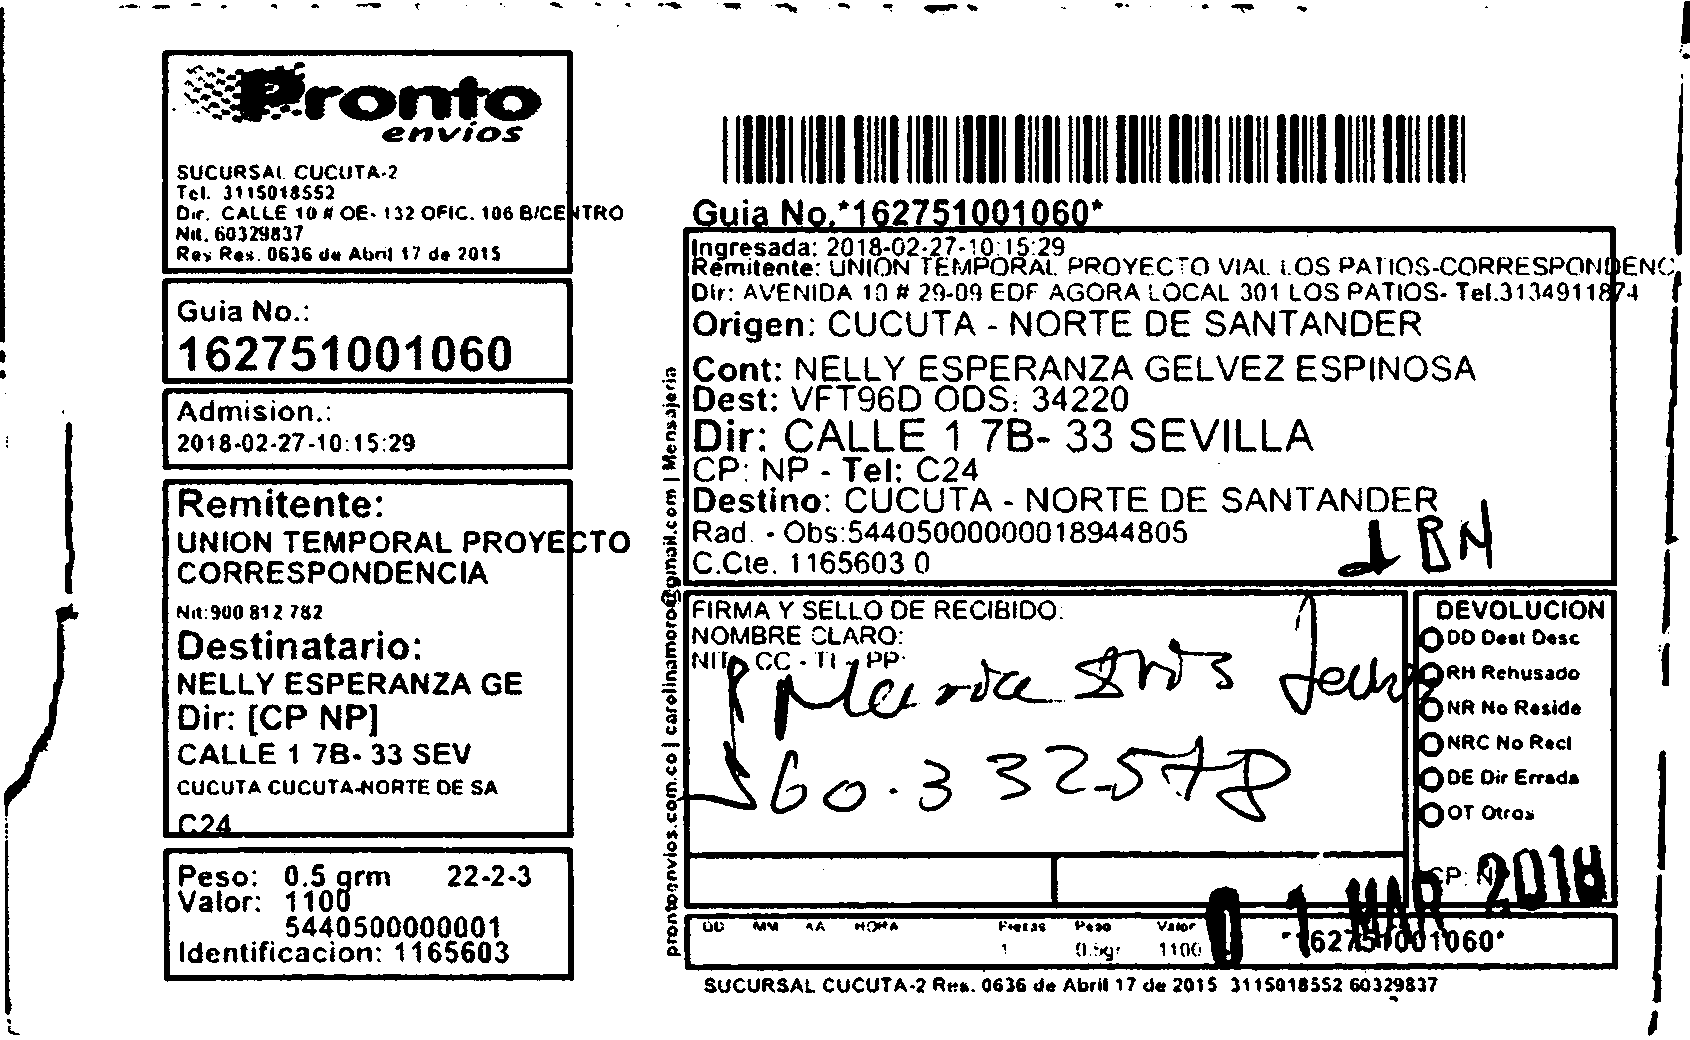 Pronto
envios
SUCURSAL CUCUTA-2
Tel. 3115018552
Dir. CALLE 10 # OE- 132 OFIC. 106 B/CENTRO
Nit. 60329837
Res Res. 0636 de Abril 17 de 2015
Guia No.:
162751001060
Admision.:
2018-02-27-10:15:29
Remitente:
UNION TEMPORAL PROYECTO
CORRESPONDENCIA
Nit:900 812 782
Destinatario:
NELLY ESPERANZA GE
Dir: [CP NP]
CALLE 1 7B- 33 SEV
CUCUTA CUCUTA-NORTE DE SA
C24
Peso: 0.5 grm 22-2-3
Valor: 1100
5440500000001
Identificacion: 1165603
prontoenvios.com.co | carolinamoros@gmail.com | Mensajeria
Guia No.*162751001060*
Ingresada: 2018-02-27-10:15:29
Remitente: UNION TEMPORAL PROYECTO VIAL LOS PATIOS-CORRESPONDENC
Dir: AVENIDA 10 # 29-09 EDF AGORA LOCAL 301 LOS PATIOS- Tel.3134911874
Origen: CUCUTA - NORTE DE SANTANDER
Cont: NELLY ESPERANZA GELVEZ ESPINOSA
Dest: VFT96D ODS: 34220
Dir: CALLE 1 7B- 33 SEVILLA
CP: NP - Tel: C24
Destino: CUCUTA - NORTE DE SANTANDER
Rad. - Obs:54405000000018944805
C.Cte. 1165603 0
FIRMA Y SELLO DE RECIBIDO:
NOMBRE CLARO:
NIT - CC - TI - PP:
Maria
60.332578
DEVOLUCION
DD Dest Desc
RH Rehusado
NR No Reside
NRC No Recl
DE Dir Errada
OT Otros
CP: N
01 MAR 2018
DD MM AA HORA Piezas Peso Valor
1 0.5gr 1100
*162751001060*
SUCURSAL CUCUTA-2 Res. 0636 de Abril 17 de 2015 3115018552 60329837